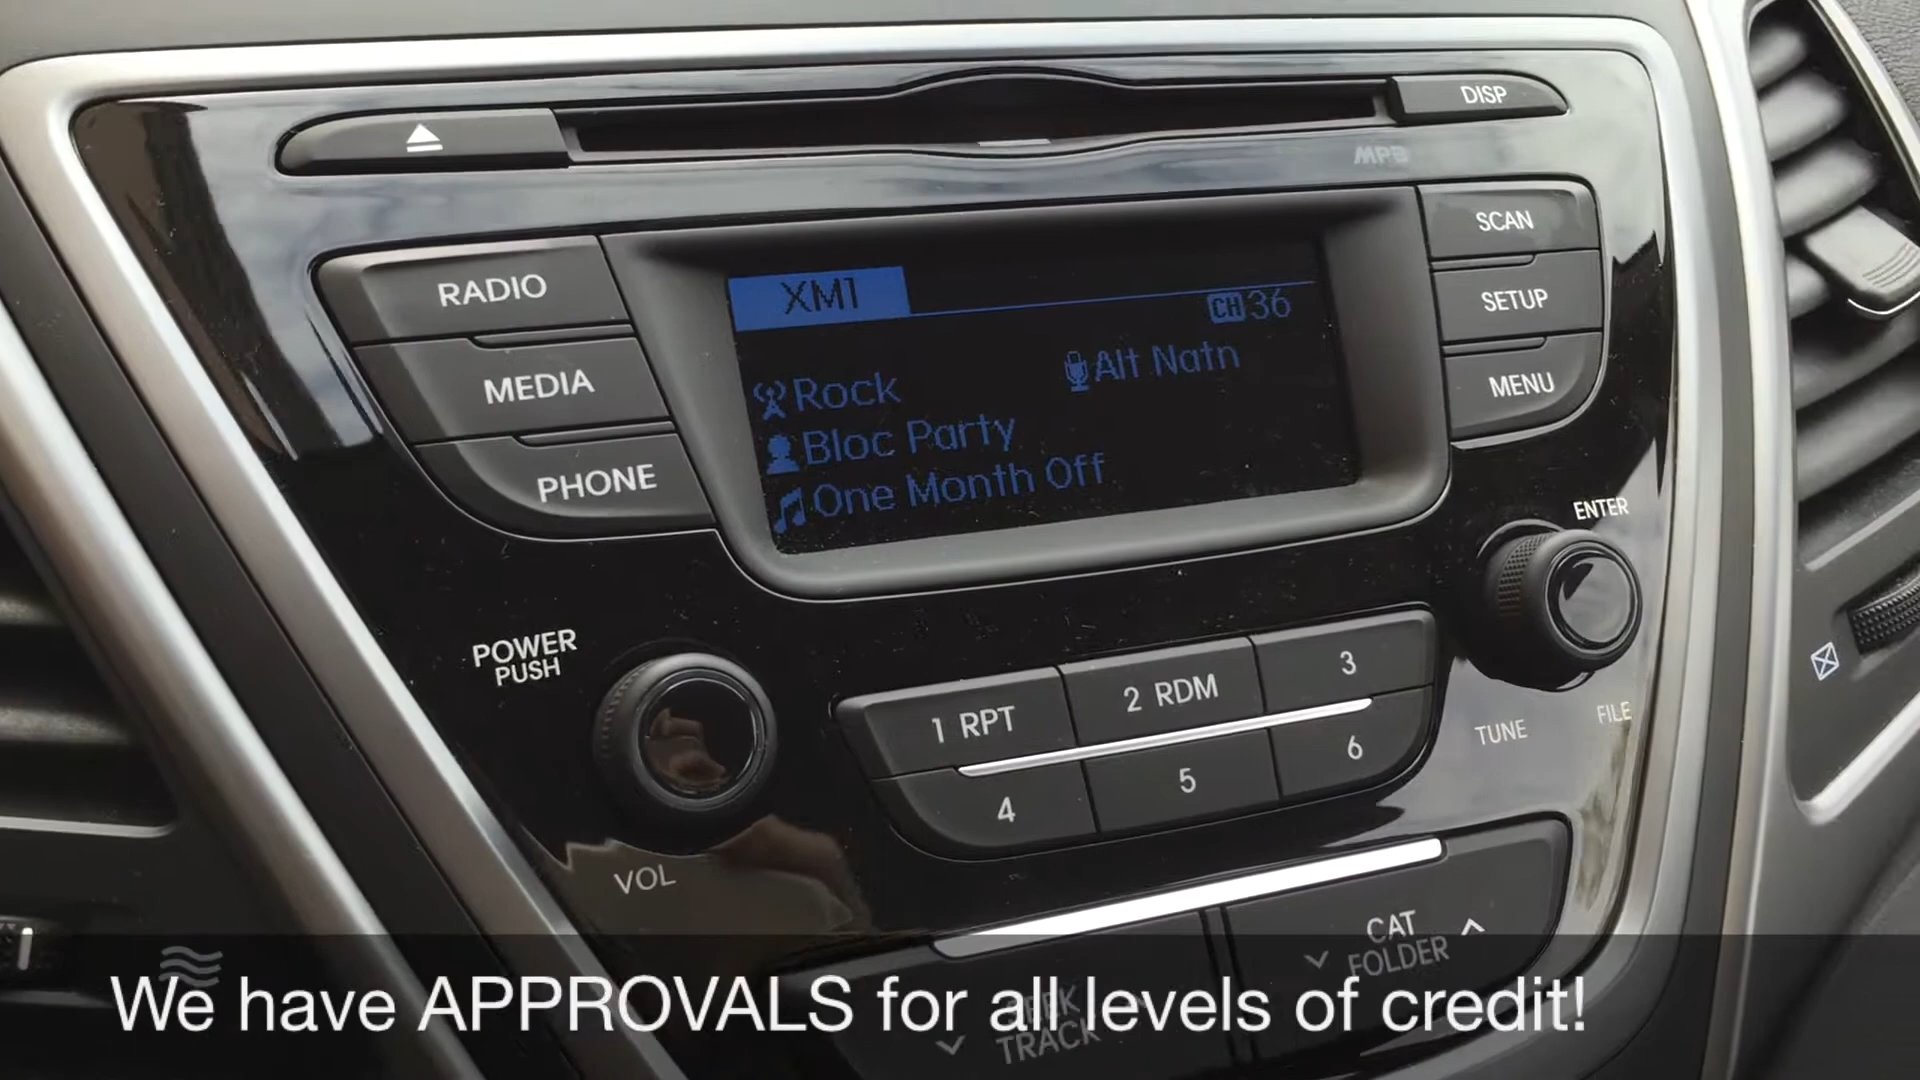 DISP
MP3
RADIO
MEDIA
PHONE
SCAN
SETUP
MENU
XM1
CH 36
Rock
Alt Natn
Bloc Party
One Month Off
ENTER
POWER
PUSH
VOL
1 RPT
2 RDM
3
4
5
6
TUNE
FILE
CAT
FOLDER
TRACK
We have APPROVALS for all levels of credit!